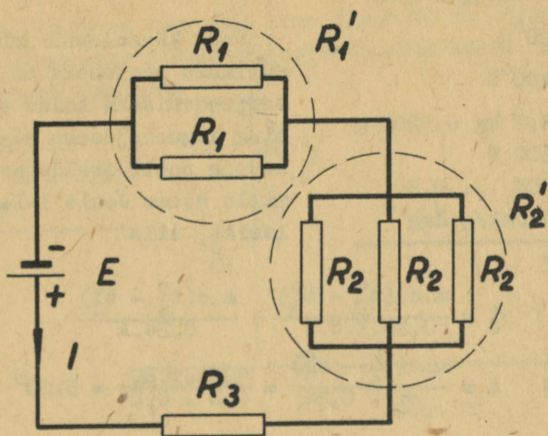 R₁ R₁'
R₁
R₂'
R₂ R₂ R₂
- E
+
I
R₃